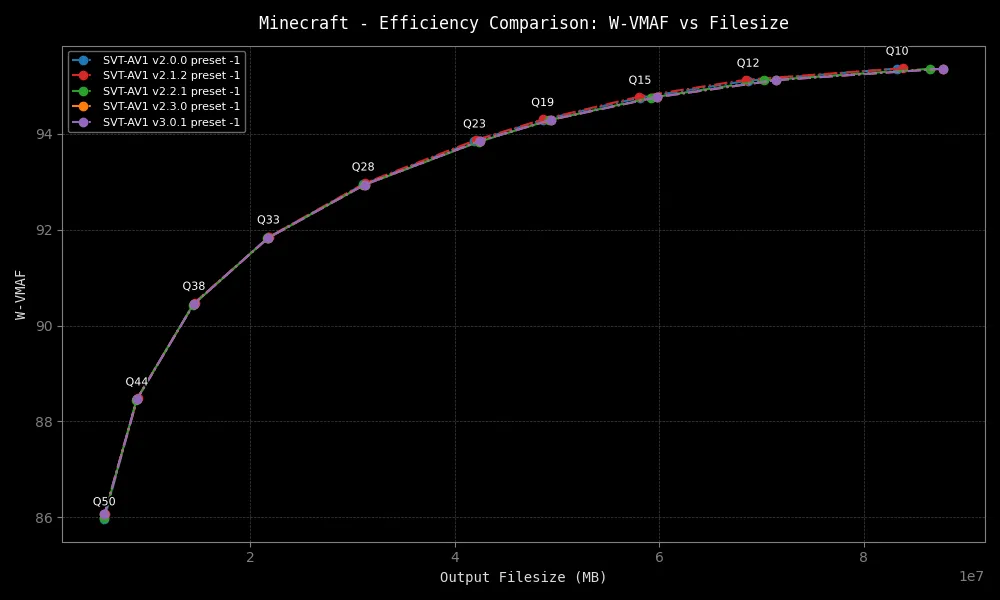 Minecraft - Efficiency Comparison: W-VMAF vs Filesize
SVT-AV1 v2.0.0 preset -1
SVT-AV1 v2.1.2 preset -1
SVT-AV1 v2.2.1 preset -1
SVT-AV1 v2.3.0 preset -1
SVT-AV1 v3.0.1 preset -1
Q10
Q12
Q15
Q19
Q23
Q28
Q33
Q38
Q44
Q50
94
92
90
88
86
W-VMAF
2
4
6
8
1e7
Output Filesize (MB)